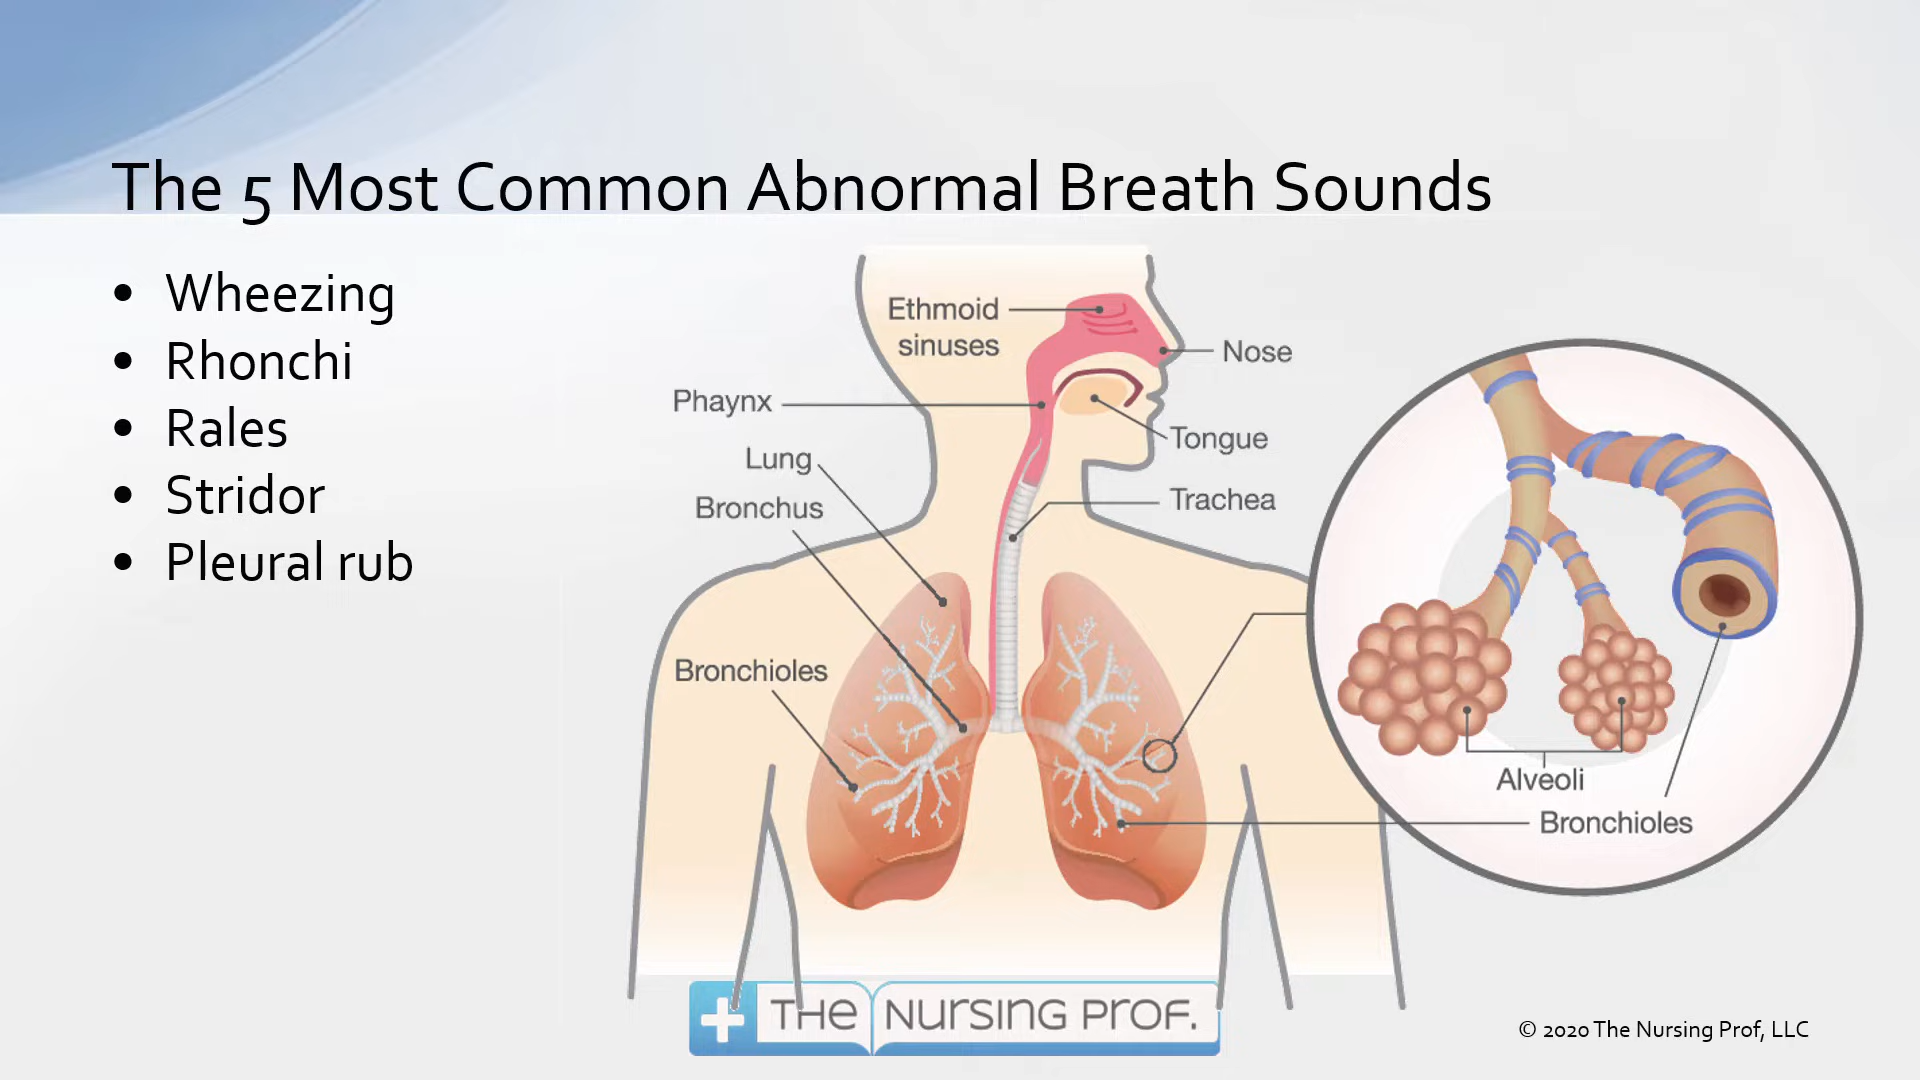 The 5 Most Common Abnormal Breath Sounds
• Wheezing
• Rhonchi
• Rales
• Stridor
• Pleural rub
Ethmoid
sinuses
Nose
Phaynx
Tongue
Lung
Trachea
Bronchus
Bronchioles
Alveoli
Bronchioles
THE NURSING PROF.
© 2020 The Nursing Prof, LLC